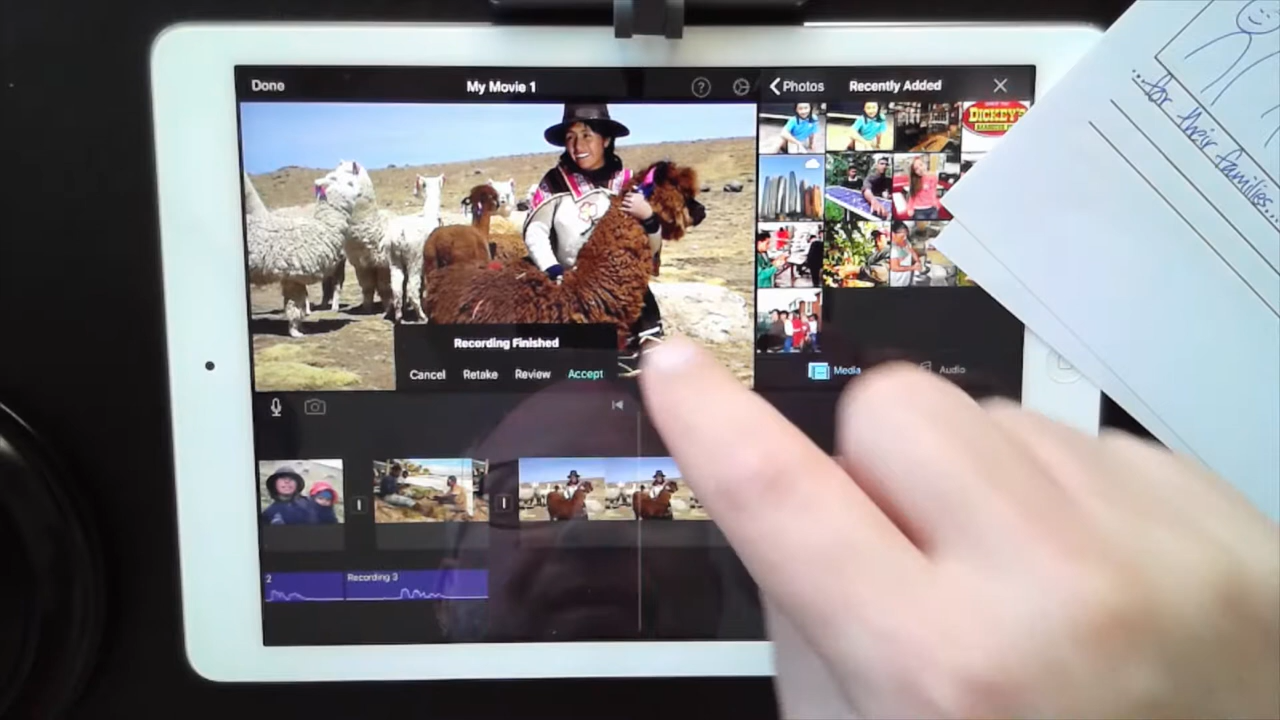 Done
My Movie 1
?
Photos
Recently Added
DICKEY'S
Recording Finished
Cancel Retake Review Accept
Media
Audio
2
Recording 3
...for their families...